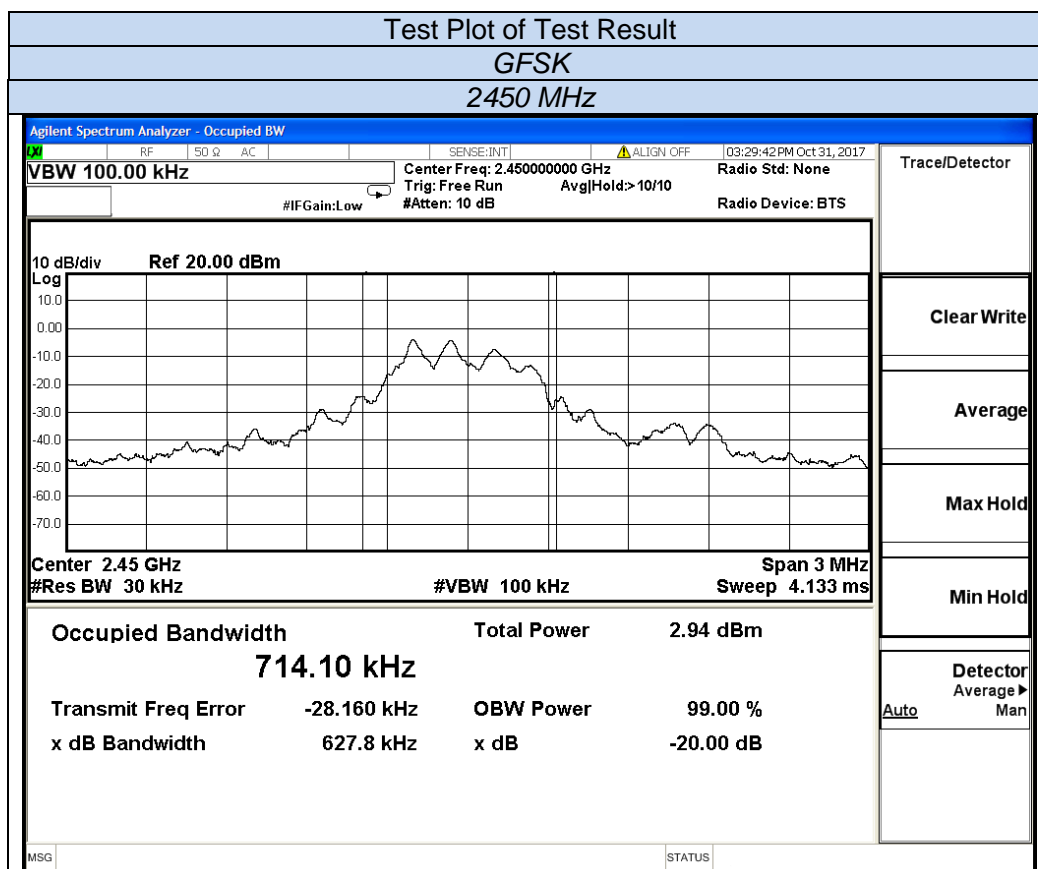 Test Plot of Test Result
GFSK
2450 MHz
Agilent Spectrum Analyzer - Occupied BW
LXI RF 50 Ω AC SENSE:INT ALIGN OFF 03:29:42 PM Oct 31, 2017
VBW 100.00 kHz Center Freq: 2.450000000 GHz Radio Std: None
Trig: Free Run Avg|Hold:> 10/10
#IFGain:Low #Atten: 10 dB Radio Device: BTS
Trace/Detector
10 dB/div Ref 20.00 dBm
Log
10.0
0.00
-10.0
-20.0
-30.0
-40.0
-50.0
-60.0
-70.0
Center 2.45 GHz Span 3 MHz
#Res BW 30 kHz #VBW 100 kHz Sweep 4.133 ms
Occupied Bandwidth Total Power 2.94 dBm
714.10 kHz
Transmit Freq Error -28.160 kHz OBW Power 99.00 %
x dB Bandwidth 627.8 kHz x dB -20.00 dB
Clear Write
Average
Max Hold
Min Hold
Detector
Average ▶
Auto Man
MSG STATUS